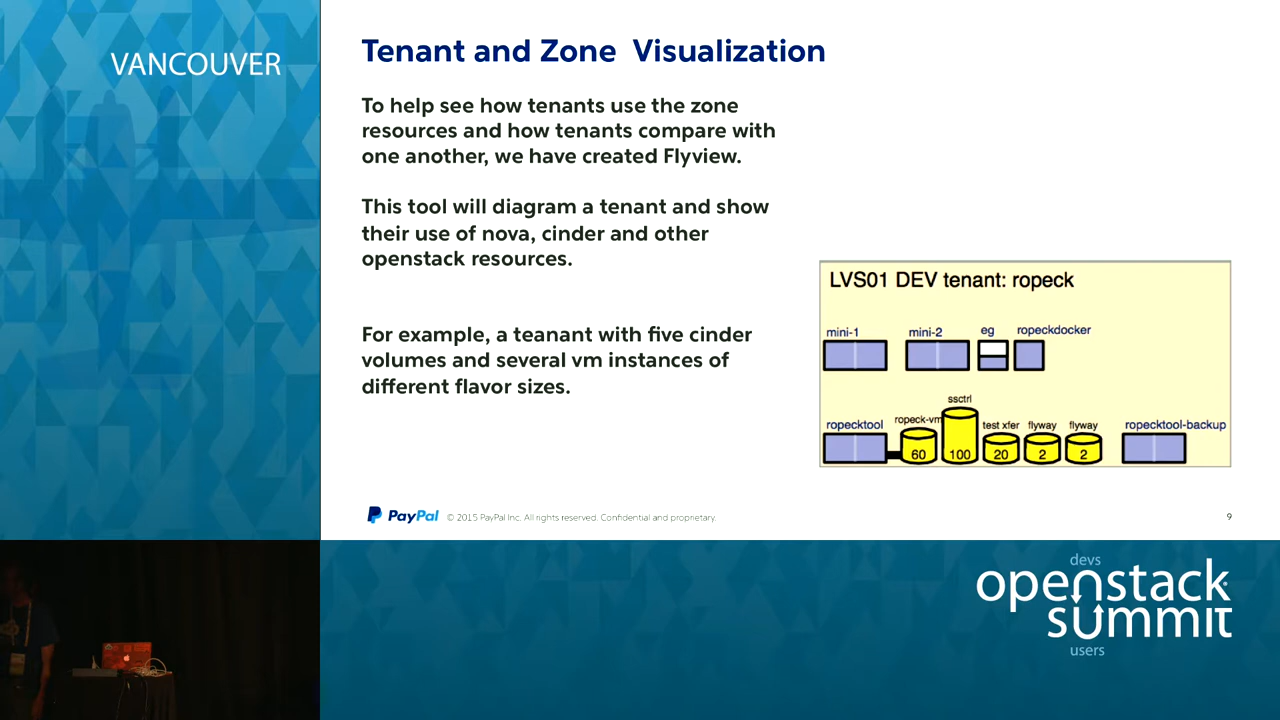 VANCOUVER
Tenant and Zone Visualization
To help see how tenants use the zone
resources and how tenants compare with
one another, we have created Flyview.
This tool will diagram a tenant and show
their use of nova, cinder and other
openstack resources.
For example, a teanant with five cinder
volumes and several vm instances of
different flavor sizes.
LVS01 DEV tenant: ropeck
mini-1 mini-2 eg ropeckdocker
ssctrl
ropecktool ropeck-vm test xfer flyway flyway ropecktool-backup
60 100 20 2 2
PayPal © 2015 PayPal Inc. All rights reserved. Confidential and proprietary.
9
devs
openstack
summit
users